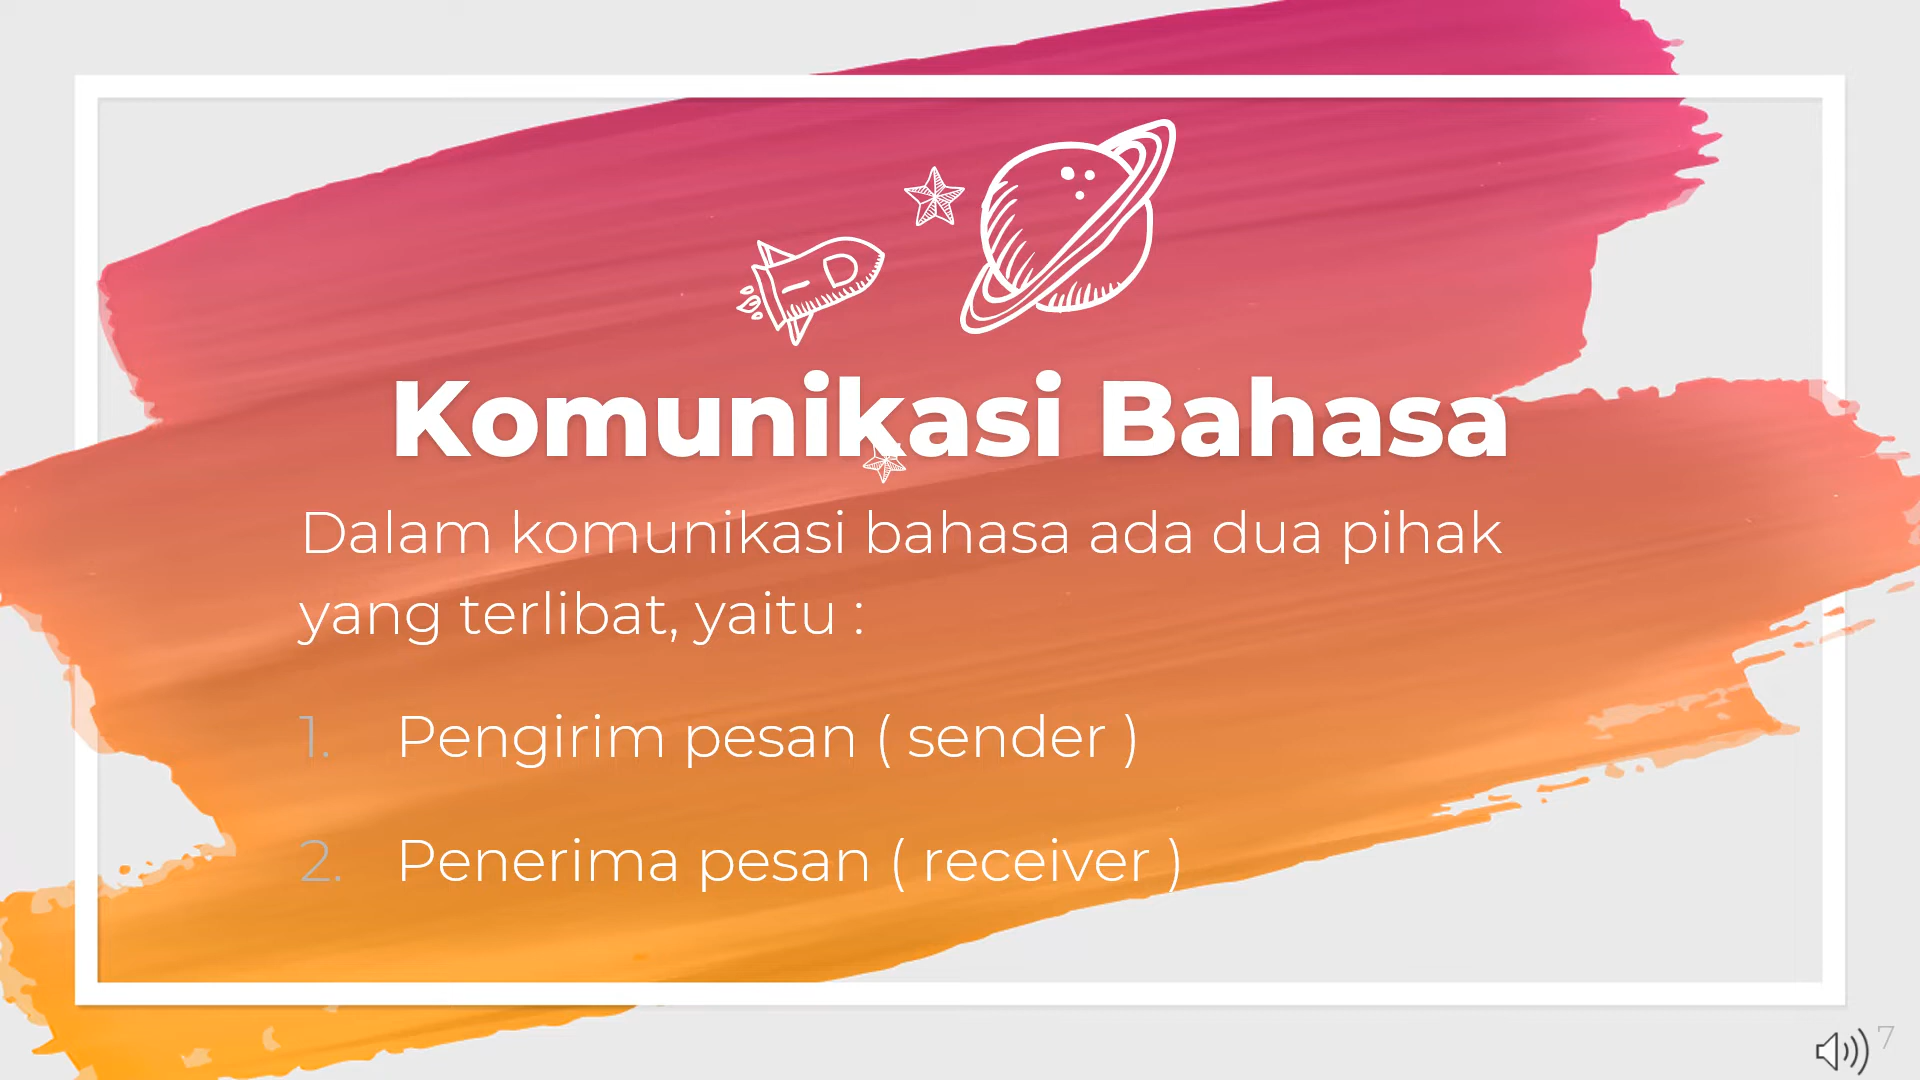 Komunikasi Bahasa
Dalam komunikasi bahasa ada dua pihak
yang terlibat, yaitu :
1. Pengirim pesan ( sender )
2. Penerima pesan ( receiver )
7